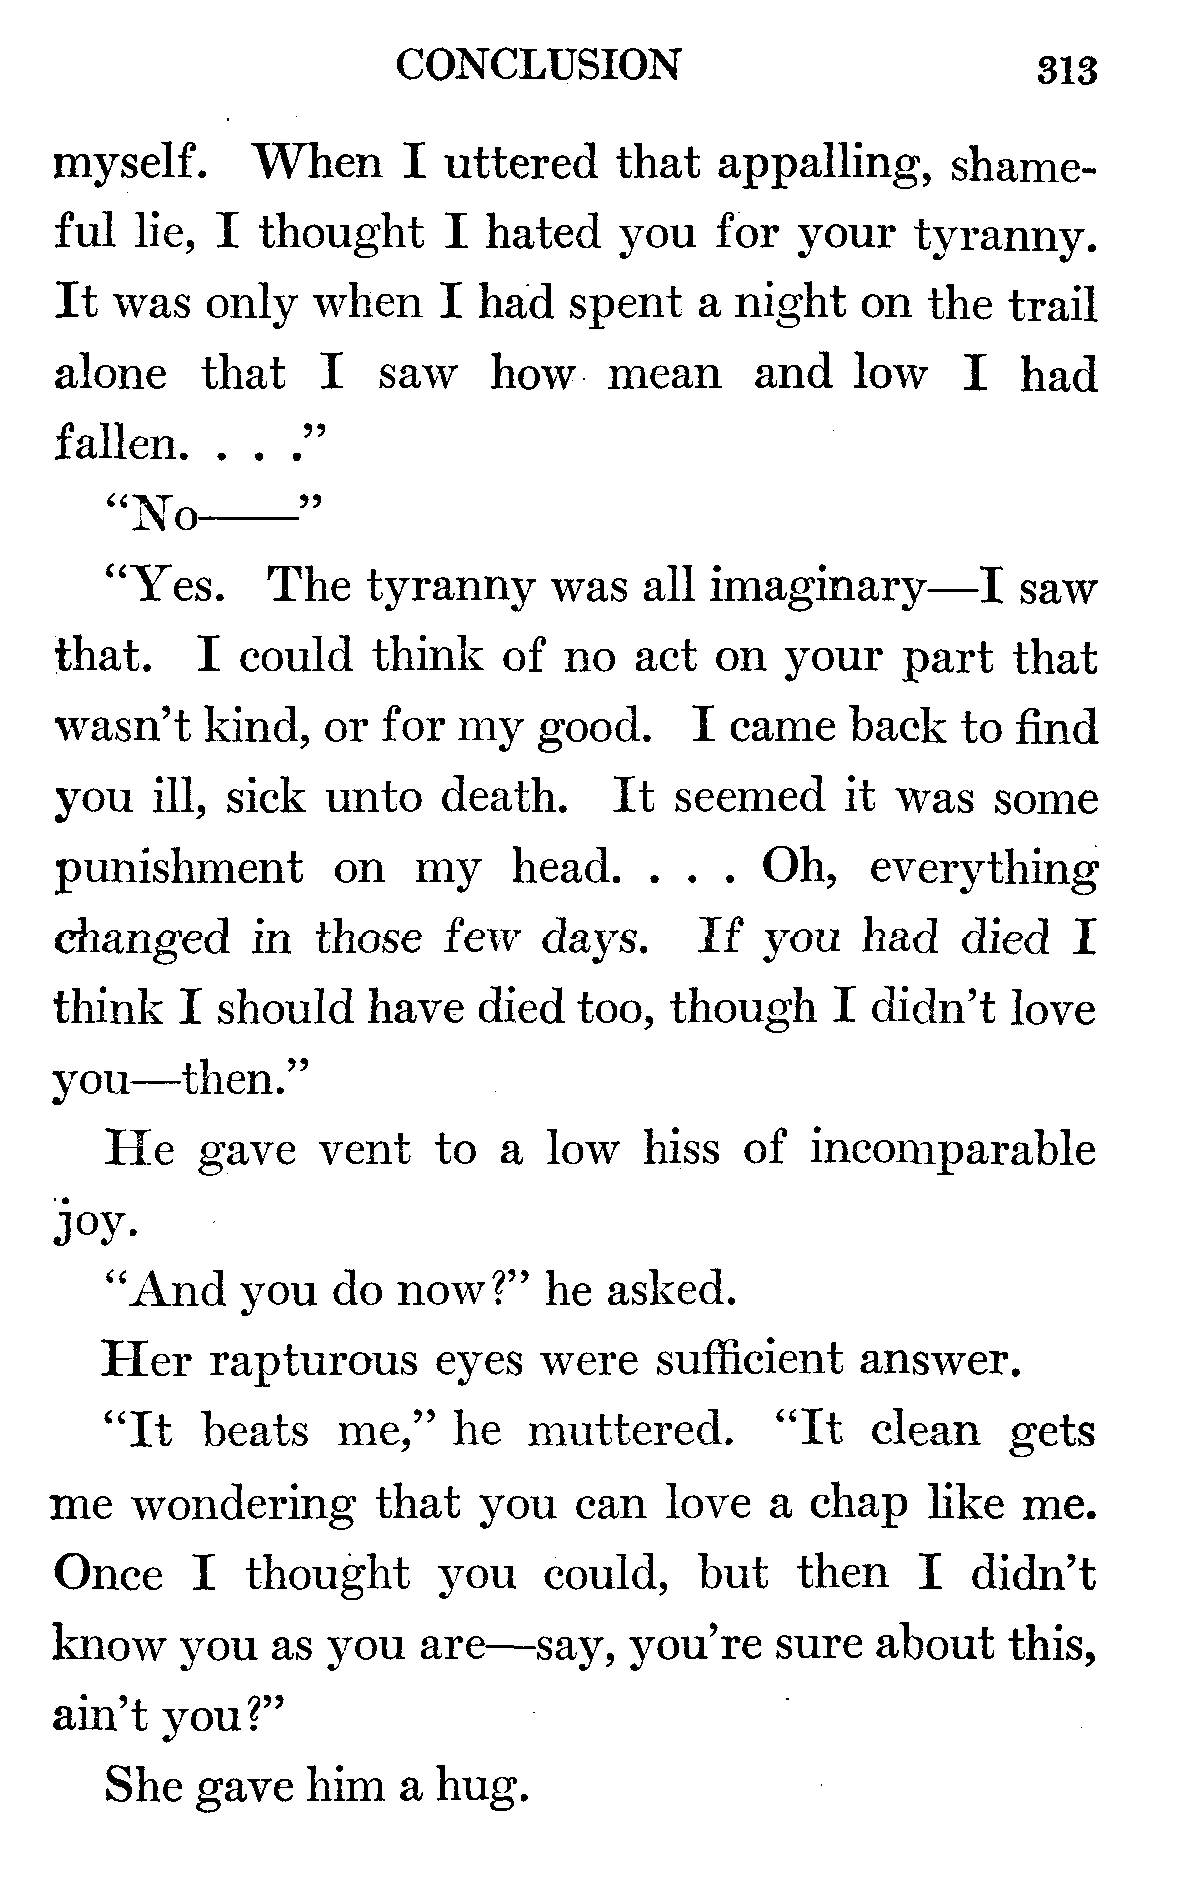 CONCLUSION 313
myself. When I uttered that appalling, shame-
ful lie, I thought I hated you for your tyranny.
It was only when I had spent a night on the trail
alone that I saw how mean and low I had
fallen. . . ."
"No——"
"Yes. The tyranny was all imaginary—I saw
that. I could think of no act on your part that
wasn't kind, or for my good. I came back to find
you ill, sick unto death. It seemed it was some
punishment on my head. . . . Oh, everything
changed in those few days. If you had died I
think I should have died too, though I didn't love
you—then."
He gave vent to a low hiss of incomparable
joy.
"And you do now?" he asked.
Her rapturous eyes were sufficient answer.
"It beats me," he muttered. "It clean gets
me wondering that you can love a chap like me.
Once I thought you could, but then I didn't
know you as you are—say, you're sure about this,
ain't you?"
She gave him a hug.